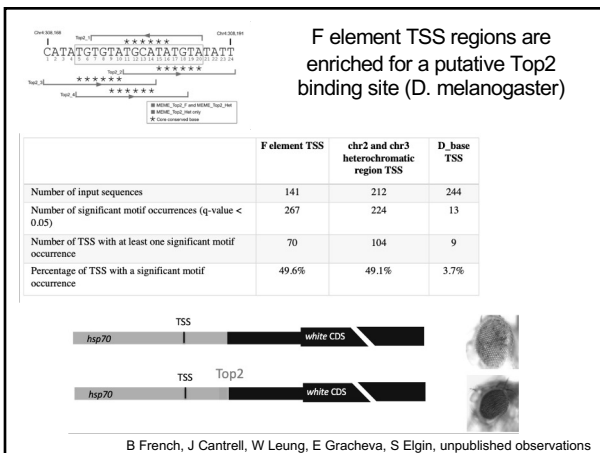 F element TSS regions are
enriched for a putative Top2
binding site (D. melanogaster)
Chr4:308,168 Chr4:308,191
Top2_1
CATATGTGTATGCATATGTATATT
1 2 3 4 5 6 7 8 9 10 11 12 13 14 15 16 17 18 19 20 21 22 23 24
Top2_2
Top2_3
Top2_4
MEME_Top2_F and MEME_Top2_Het
MEME_Top2_Het only
* Core conserved base
F element TSS chr2 and chr3 heterochromatic region TSS D_base TSS
Number of input sequences 141 212 244
Number of significant motif occurrences (q-value < 0.05) 267 224 13
Number of TSS with at least one significant motif occurrence 70 104 9
Percentage of TSS with a significant motif occurrence 49.6% 49.1% 3.7%
TSS
hsp70 white CDS
TSS Top2
hsp70 white CDS
B French, J Cantrell, W Leung, E Gracheva, S Elgin, unpublished observations